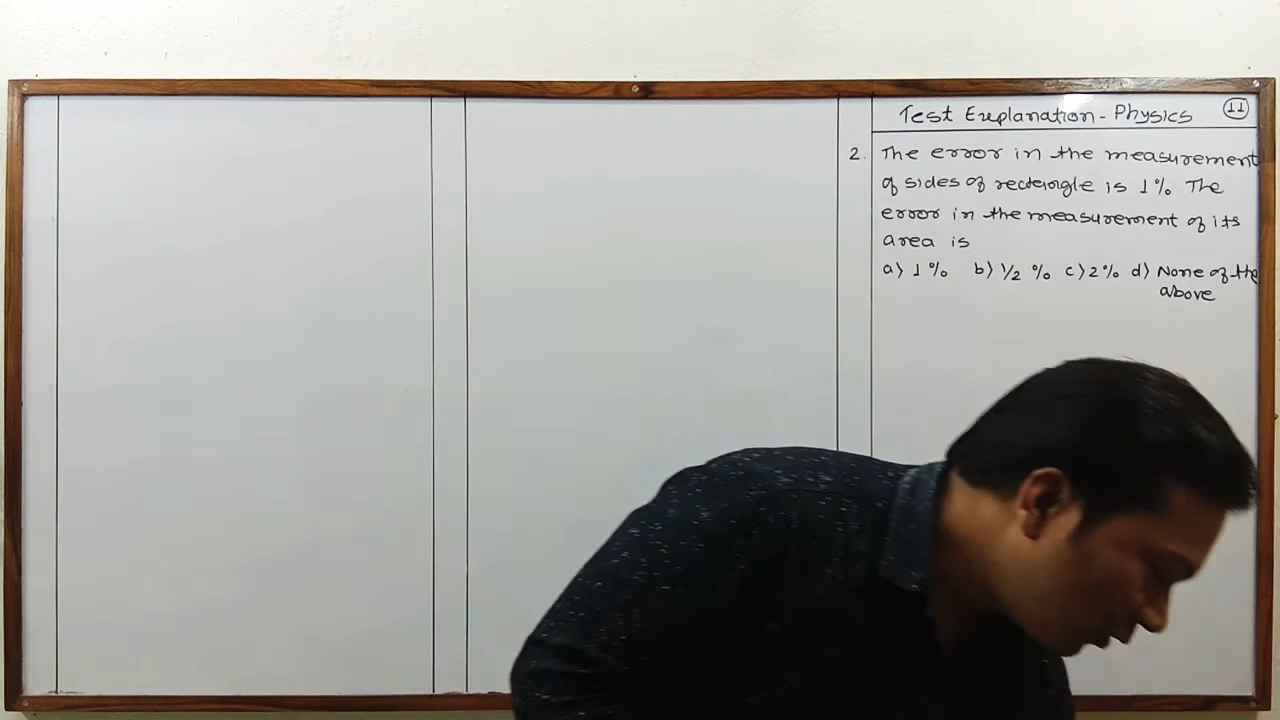 Test Explanation - Physics 11
2. The error in the measurement
of sides of rectangle is 1% The
error in the measurement of its
area is
a) 1% b) 1/2 % c) 2% d) None of the
above